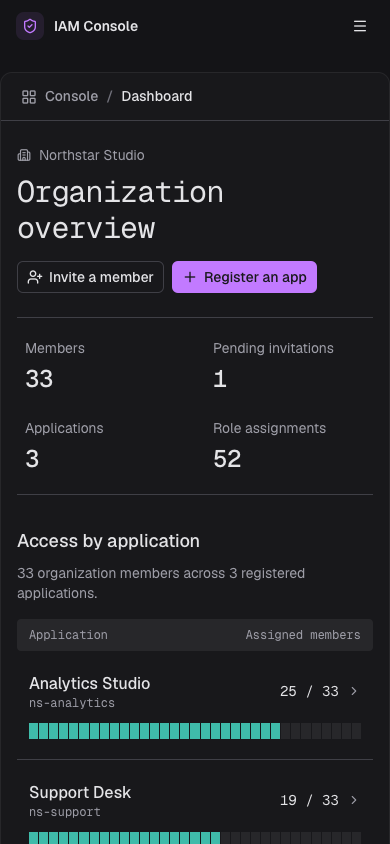 IAM Console
Console / Dashboard
Northstar Studio
Organization
overview
Invite a member
Register an app
Members
Pending invitations
33
1
Applications
Role assignments
3
52
Access by application
33 organization members across 3 registered
applications.
Application
Assigned members
Analytics Studio
25 / 33
ns-analytics
Support Desk
19 / 33
ns-support